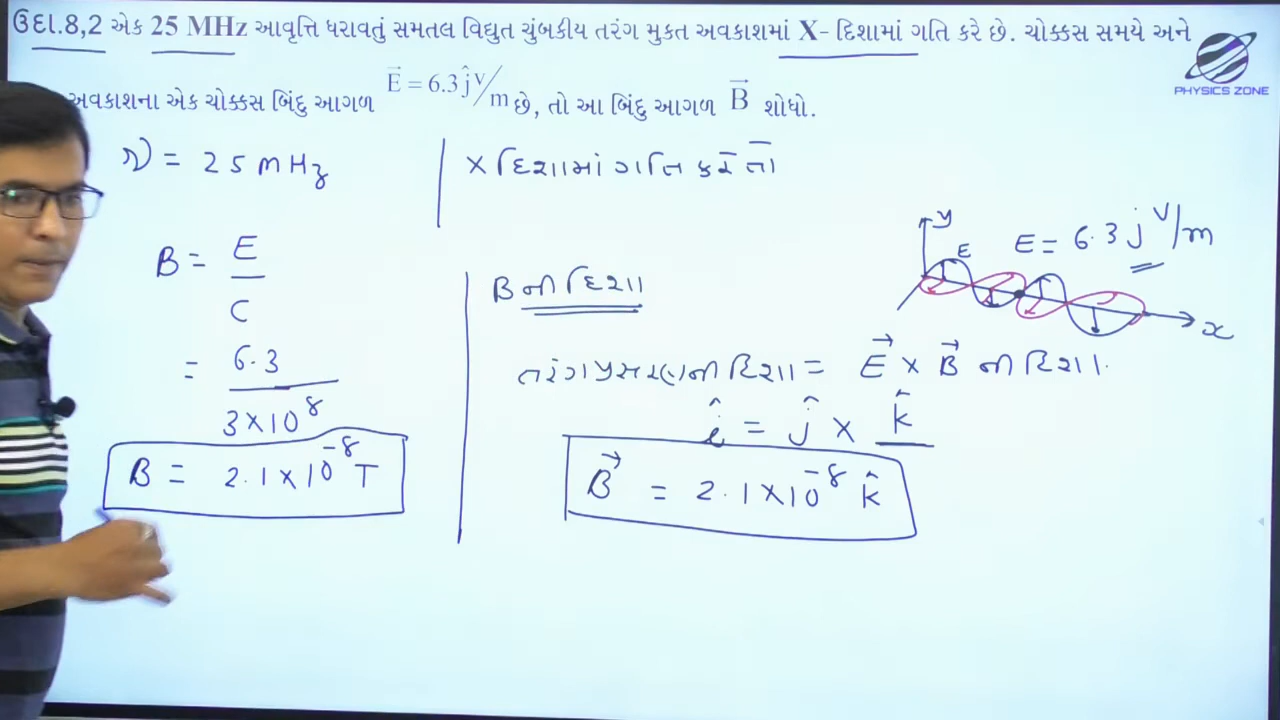 ઉદા.8,2 એક 25 MHz આવૃત્તિ ધરાવતું સમતલ વિદ્યુત ચુંબકીય તરંગ મુક્ત અવકાશમાં X- દિશામાં ગતિ કરે છે. ચોક્કસ સમયે અને
અવકાશના એક ચોક્કસ બિંદુ આગળ E⃗ = 6.3 ĵ V/m છે, તો આ બિંદુ આગળ B⃗ શોધો.
PHYSICS ZONE
ν = 25 MHz
X દિશામાં ગતિ કરે તો
B = E/C
= 6.3 / 3×10⁸
B = 2.1×10⁻⁸ T
y
E
E = 6.3 j V/m
x
B ની દિશા
તરંગ પ્રસરણની દિશા = E⃗ × B⃗ ની દિશા.
î = ĵ × k̂
B⃗ = 2.1×10⁻⁸ k̂